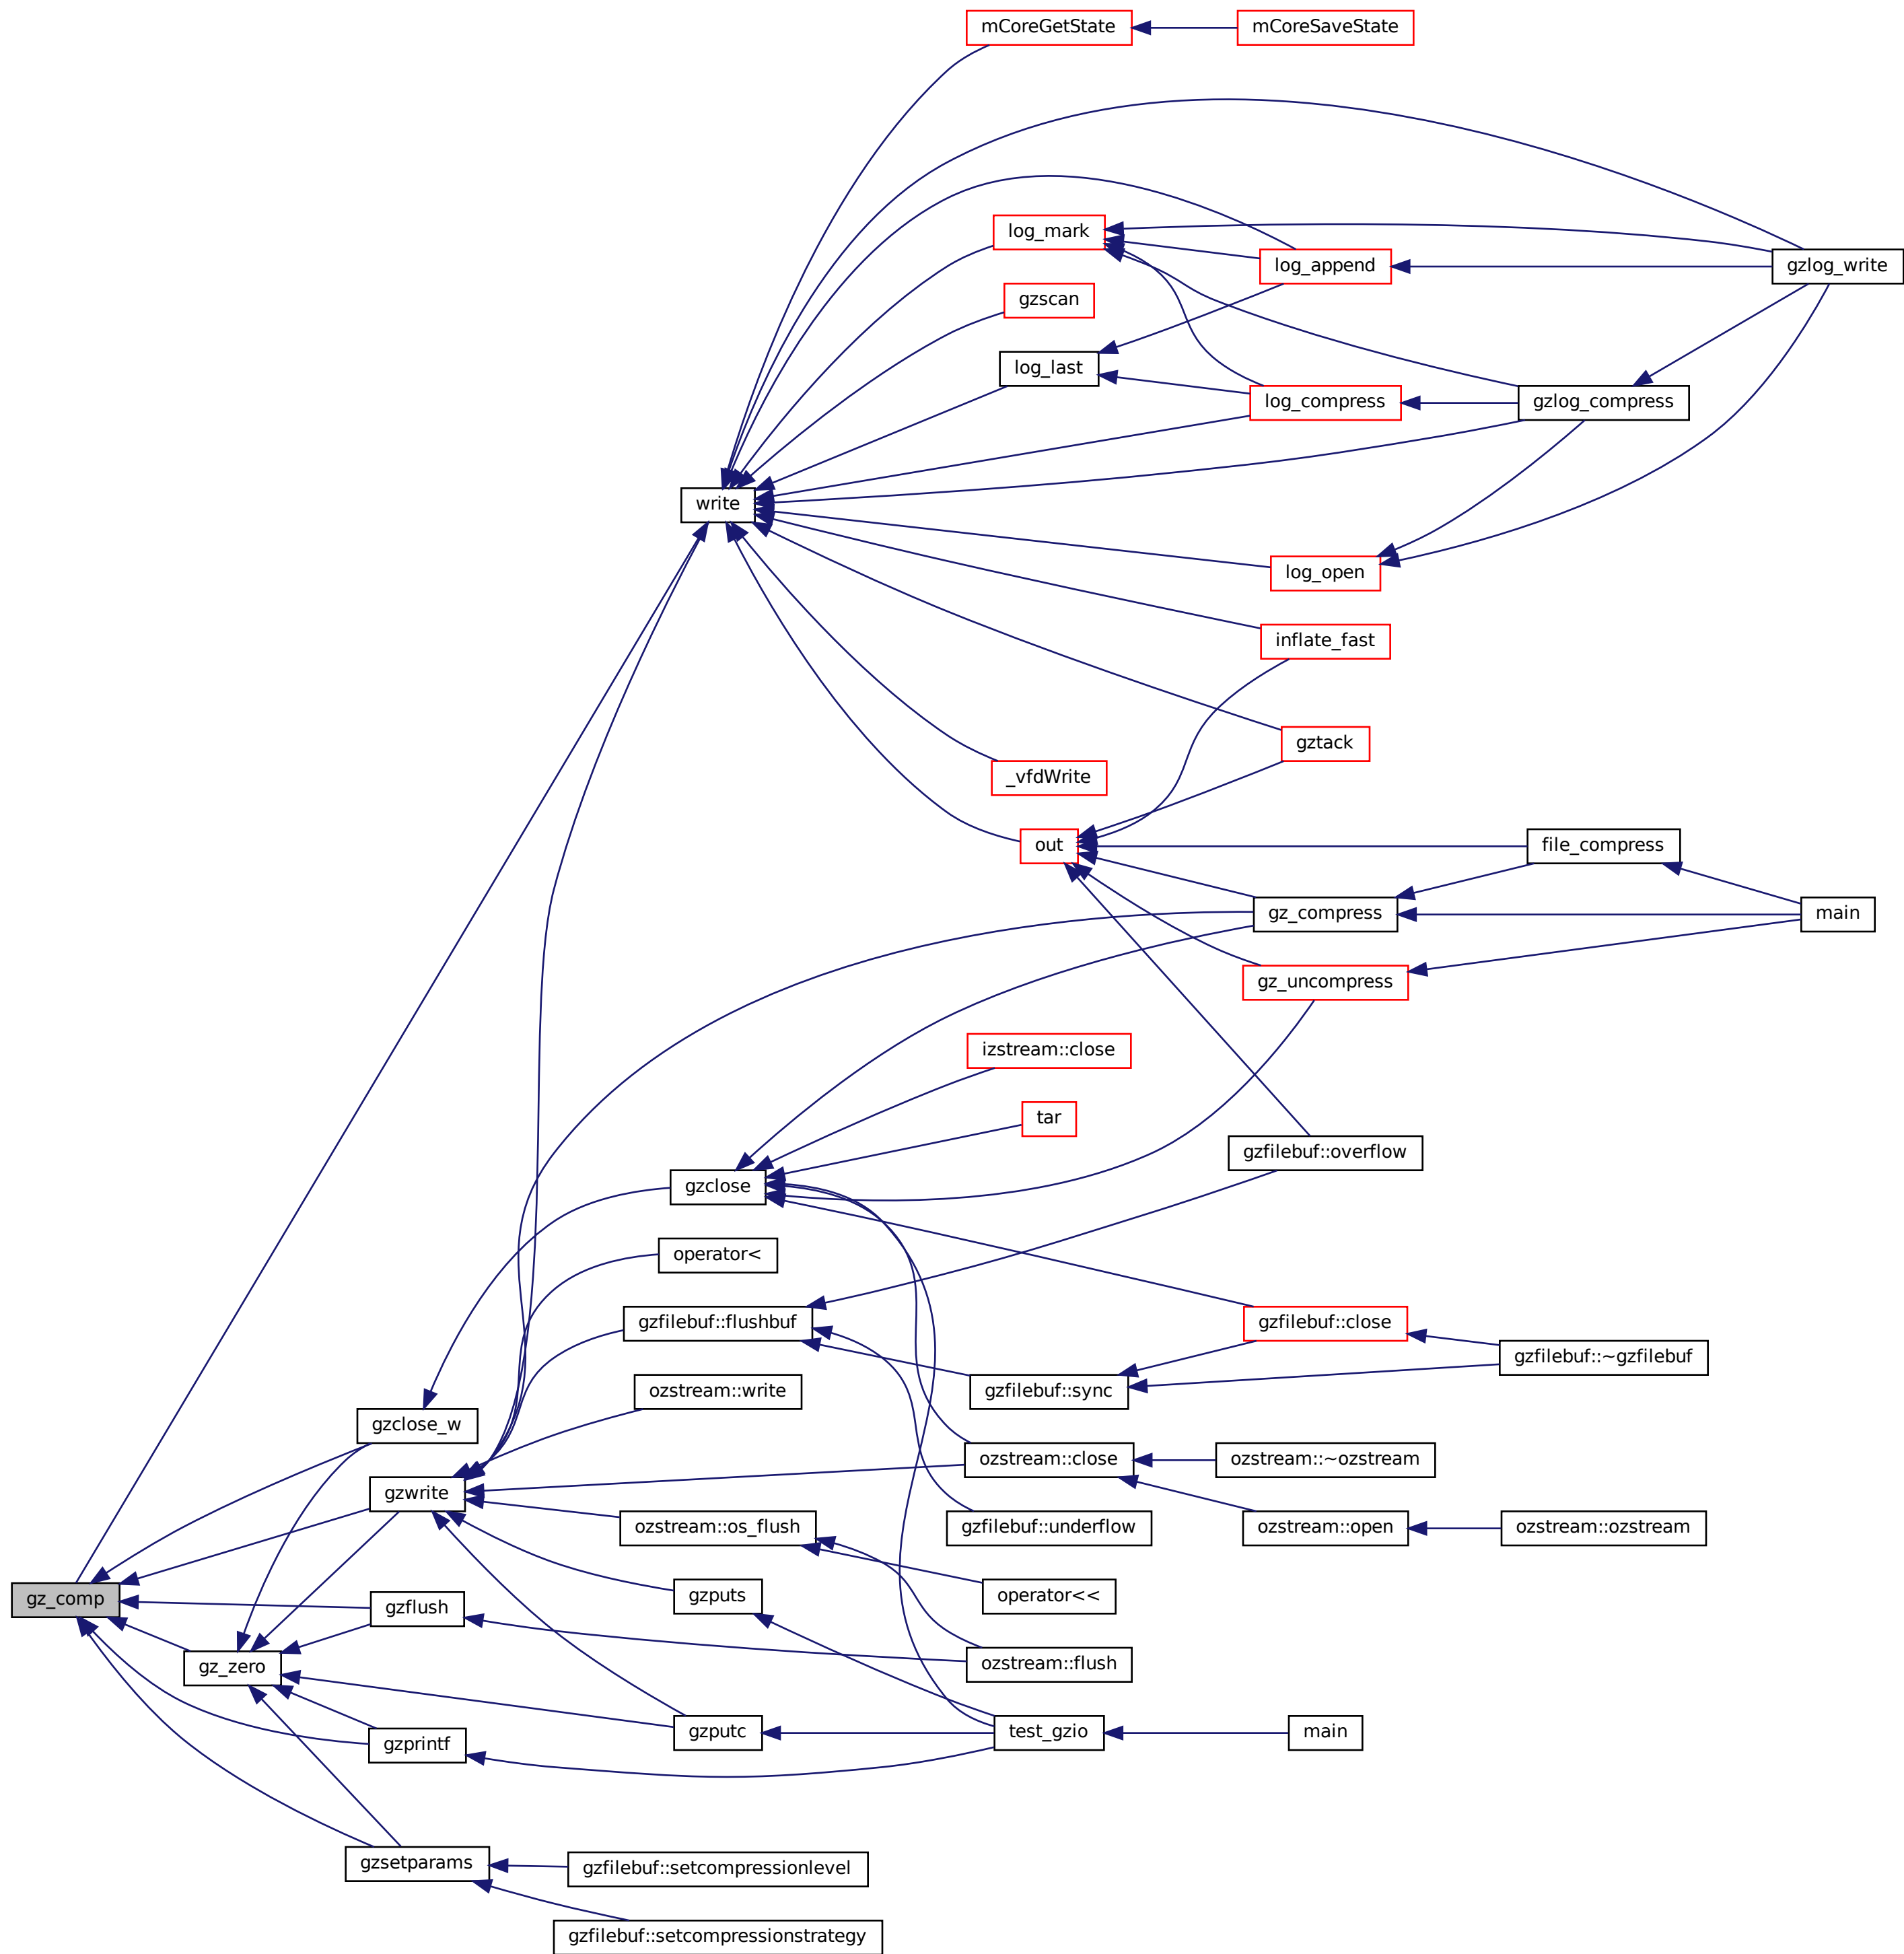 mCoreGetState
mCoreSaveState
log_mark
log_append
gzlog_write
gzscan
log_last
log_compress
gzlog_compress
write
log_open
inflate_fast
gztack
_vfdWrite
out
file_compress
gz_compress
main
gz_uncompress
izstream::close
tar
gzfilebuf::overflow
gzclose
operator<
gzfilebuf::flushbuf
gzfilebuf::close
gzfilebuf::~gzfilebuf
gzfilebuf::sync
ozstream::write
gzclose_w
ozstream::close
ozstream::~ozstream
gzwrite
ozstream::os_flush
gzfilebuf::underflow
ozstream::open
ozstream::ozstream
gz_comp
gzflush
gzputs
operator<<
gz_zero
ozstream::flush
gzprintf
gzputc
test_gzio
main
gzsetparams
gzfilebuf::setcompressionlevel
gzfilebuf::setcompressionstrategy